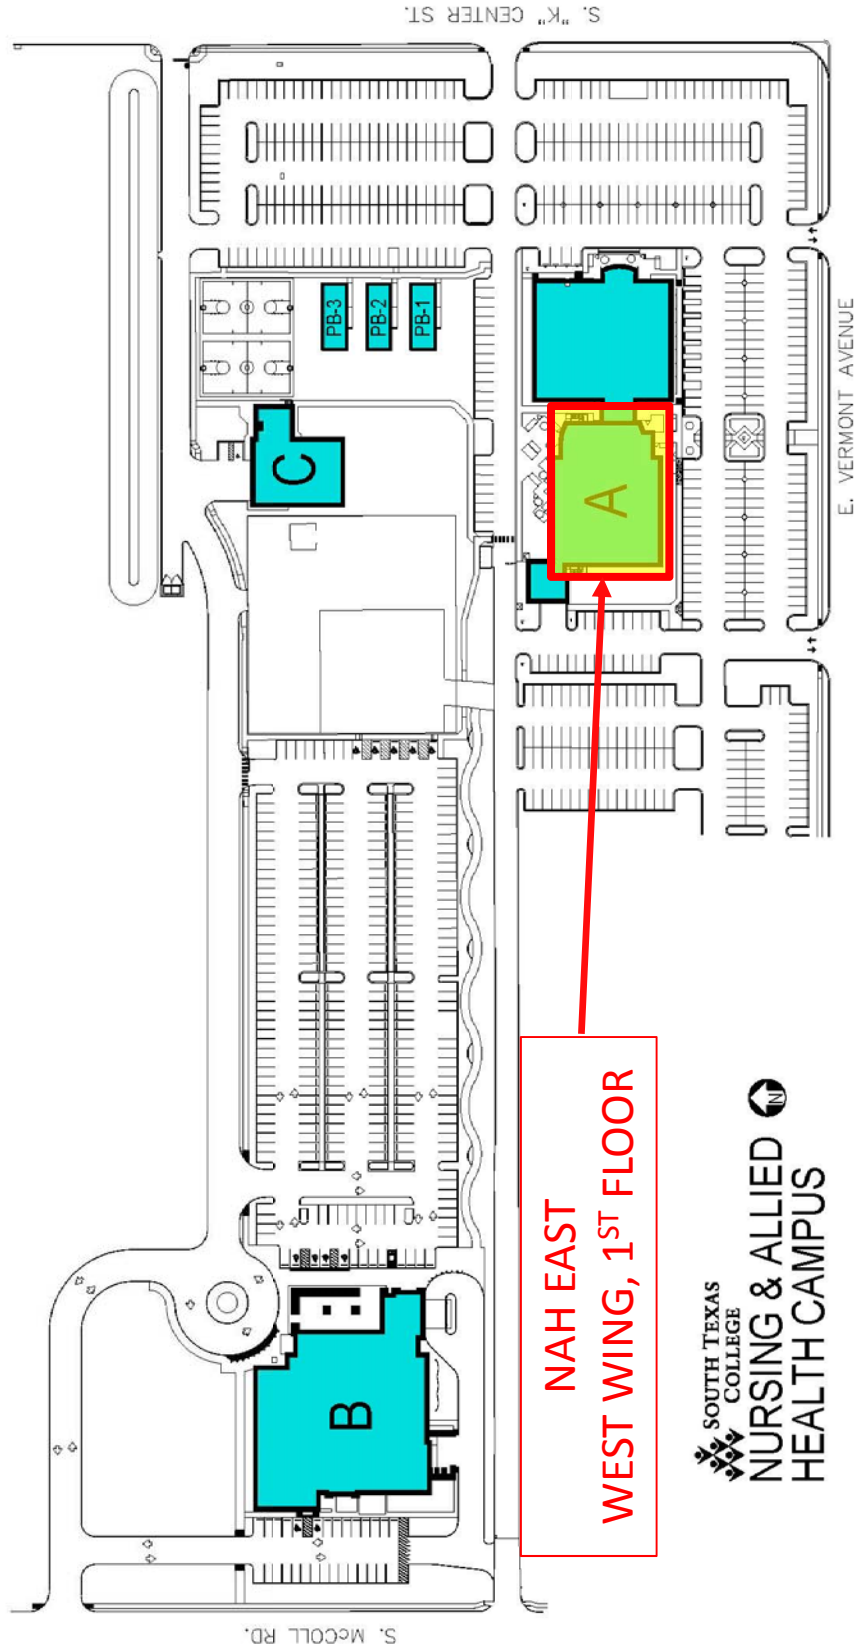 S. "K" CENTER ST.
PB-3
PB-2
PB-1
C
A
B
E. VERMONT AVENUE
S. McCOLL RD.
NAH EAST
WEST WING, 1ST FLOOR
SOUTH TEXAS
COLLEGE
NURSING & ALLIED
HEALTH CAMPUS
N